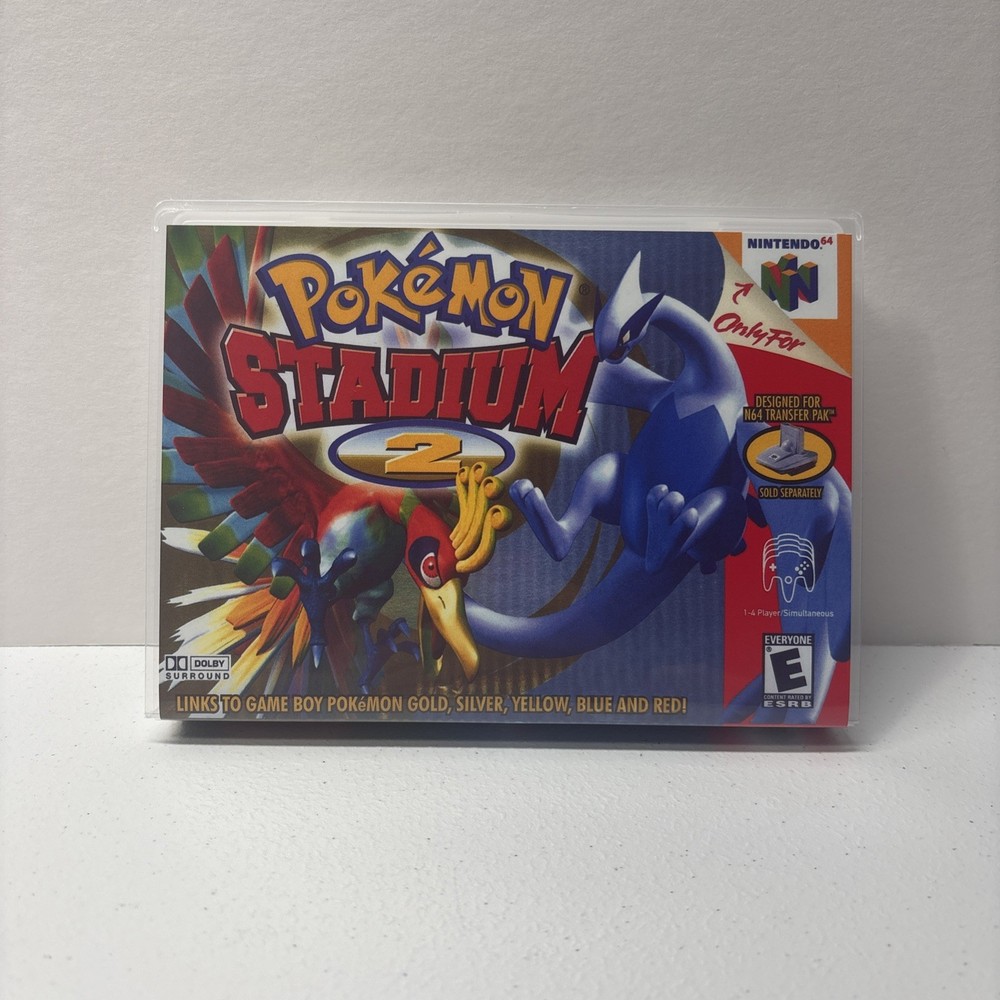 POKéMON®
STADIUM
2
NINTENDO64
Only For
DESIGNED FOR
N64 TRANSFER PAK™
SOLD SEPARATELY
1-4 Player/Simultaneous
EVERYONE
E
CONTENT RATED BY
ESRB
DOLBY
SURROUND
LINKS TO GAME BOY POKéMON GOLD, SILVER, YELLOW, BLUE AND RED!